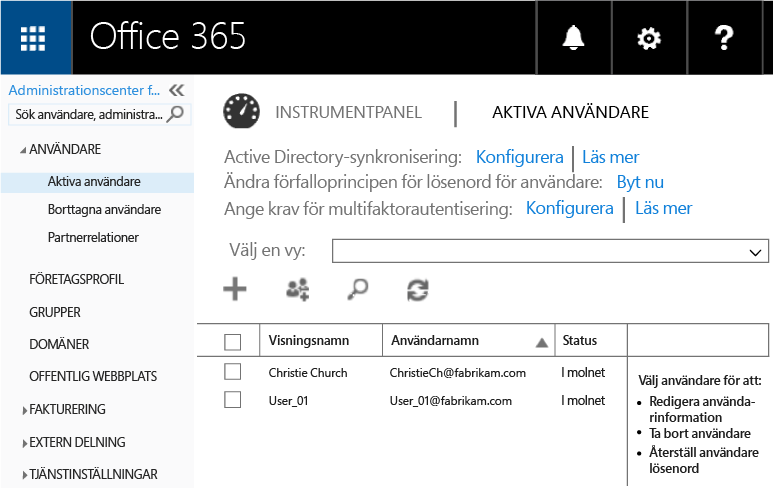 Office 365
?
Administrationscenter f...
Sök användare, administra...
ANVÄNDARE
Aktiva användare
Borttagna användare
Partnerrelationer
FÖRETAGSPROFIL
GRUPPER
DOMÄNER
OFFENTLIG WEBBPLATS
FAKTURERING
EXTERN DELNING
TJÄNSTINSTÄLLNINGAR
INSTRUMENTPANEL | AKTIVA ANVÄNDARE
Active Directory-synkronisering: Konfigurera | Läs mer
Ändra förfalloprincipen för lösenord för användare: Byt nu
Ange krav för multifaktorautentisering: Konfigurera | Läs mer
Välj en vy:
Visningsnamn Användarnamn Status
Christie Church ChristieCh@fabrikam.com I molnet
User_01 User_01@fabrikam.com I molnet
Välj användare för att:
• Redigera använda-
rinformation
• Ta bort användare
• Återställ användare
lösenord